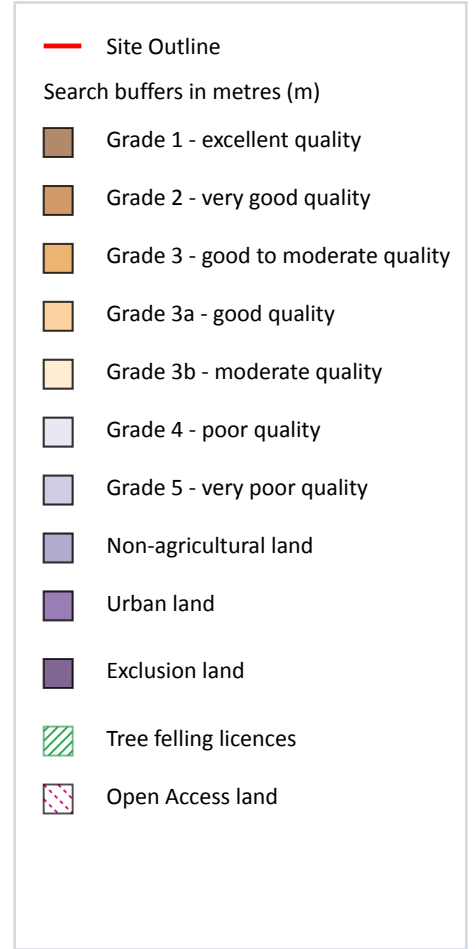 Site Outline
Search buffers in metres (m)
Grade 1 - excellent quality
Grade 2 - very good quality
Grade 3 - good to moderate quality
Grade 3a - good quality
Grade 3b - moderate quality
Grade 4 - poor quality
Grade 5 - very poor quality
Non-agricultural land
Urban land
Exclusion land
Tree felling licences
Open Access land